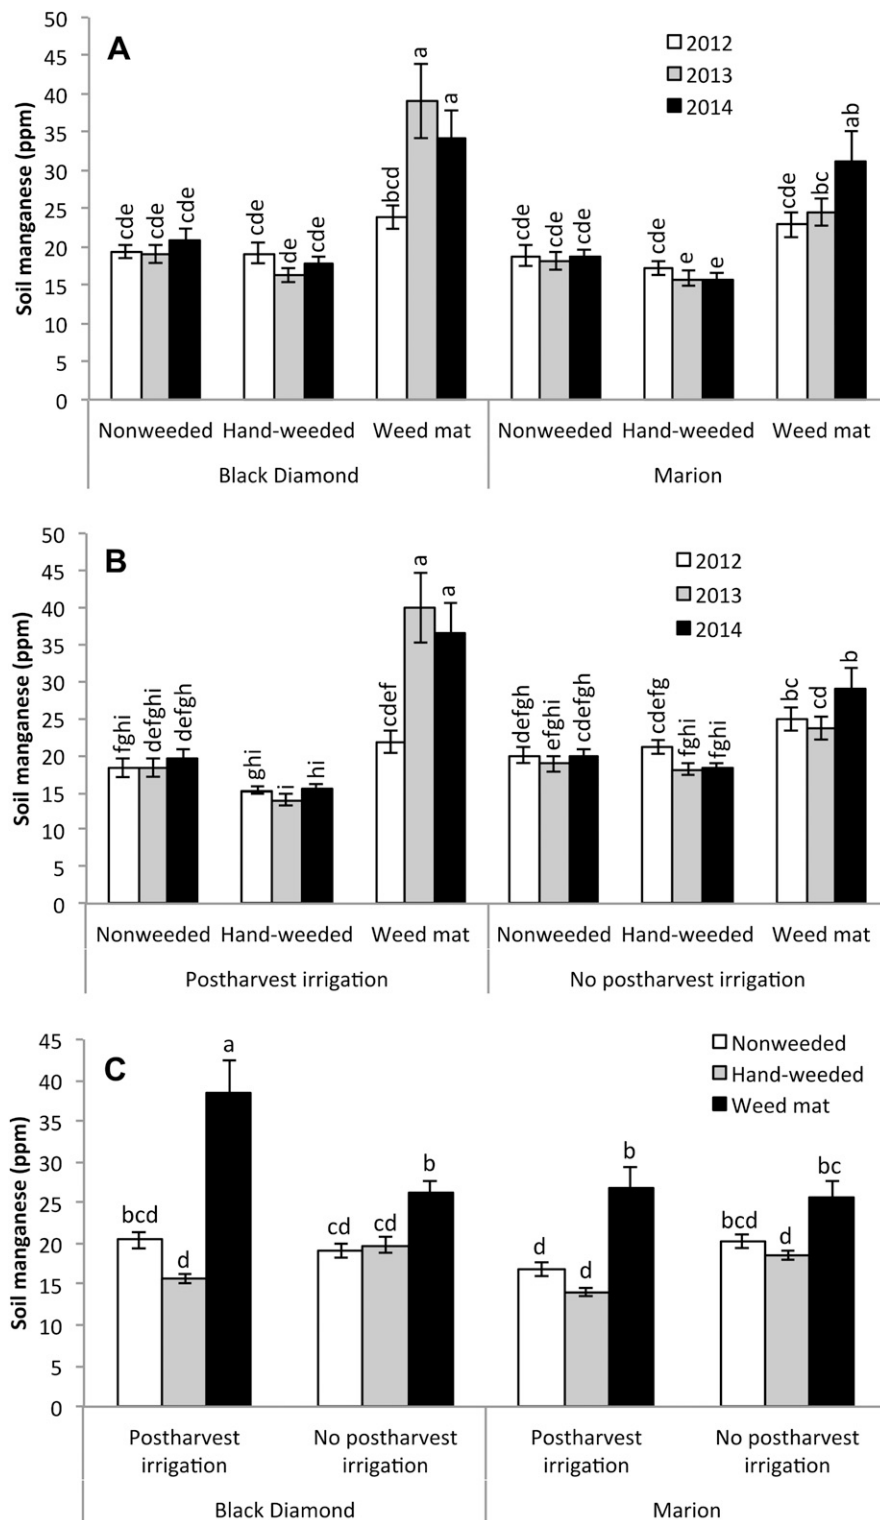 A
Soil manganese (ppm)
50
45
40
35
30
25
20
15
10
5
0
2012
2013
2014
cde
cde
cde
cde
de
cde
bcd
a
a
cde
cde
cde
cde
e
e
cde
bc
ab
Nonweeded Hand-weeded Weed mat Nonweeded Hand-weeded Weed mat
Black Diamond Marion
B
Soil manganese (ppm)
50
45
40
35
30
25
20
15
10
5
0
2012
2013
2014
fghi
defghi
defgh
ghi
hi
cdef
a
a
defgh
efghi
cdefgh
cdefg
fghi
fghi
bc
cd
b
Nonweeded Hand-weeded Weed mat Nonweeded Hand-weeded Weed mat
Postharvest irrigation No postharvest irrigation
C
Soil manganese (ppm)
45
40
35
30
25
20
15
10
5
0
Nonweeded
Hand-weeded
Weed mat
bcd
d
a
cd
cd
b
d
d
b
bcd
d
bc
Postharvest No postharvest Postharvest No postharvest
irrigation irrigation irrigation irrigation
Black Diamond Marion